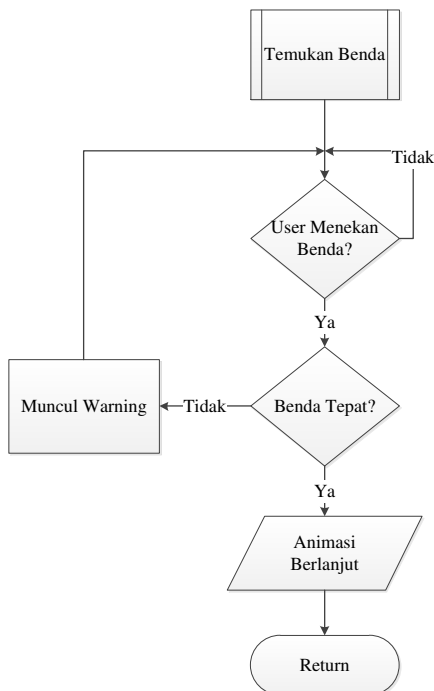 Temukan Benda
Tidak
User Menekan
Benda?
Ya
Muncul Warning
Tidak
Benda Tepat?
Ya
Animasi
Berlanjut
Return